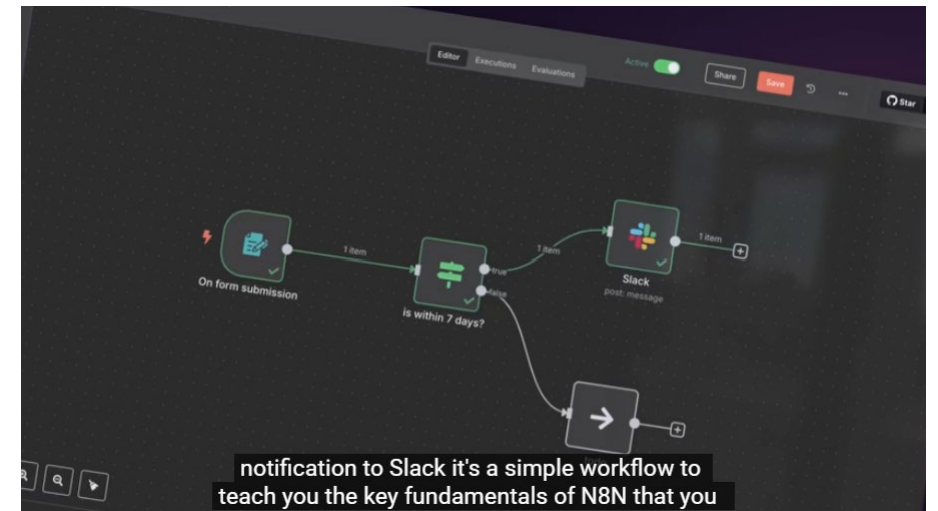 Editor Executions Evaluations
Active
Share
Save
...
Star
1 item
On form submission
is within 7 days?
true
false
1 item
Slack
post: message
1 item
notification to Slack it's a simple workflow to
teach you the key fundamentals of N8N that you